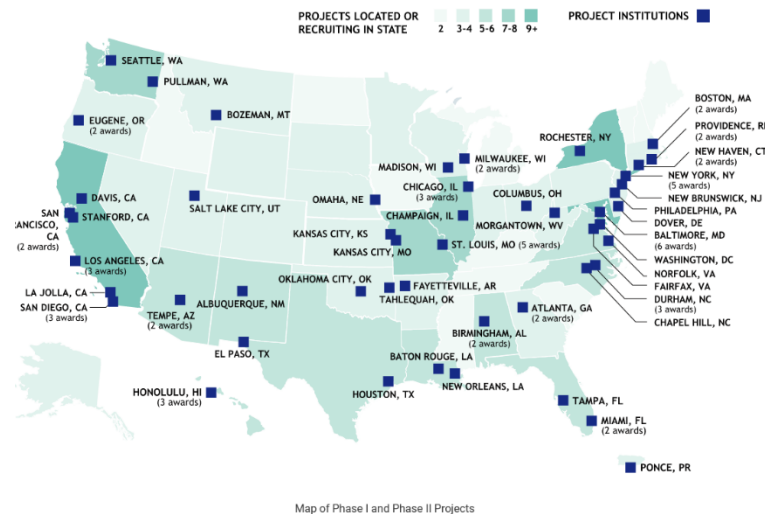 PROJECTS LOCATED OR
RECRUITING IN STATE
2
3-4
5-6
7-8
9+
PROJECT INSTITUTIONS
SEATTLE, WA
PULLMAN, WA
EUGENE, OR
(2 awards)
BOZEMAN, MT
BOSTON, MA
(2 awards)
PROVIDENCE, RI
(2 awards)
NEW HAVEN, CT
(2 awards)
ROCHESTER, NY
NEW YORK, NY
(5 awards)
NEW BRUNSWICK, NJ
PHILADELPHIA, PA
DOVER, DE
BALTIMORE, MD
(6 awards)
WASHINGTON, DC
NORFOLK, VA
FAIRFAX, VA
DURHAM, NC
(3 awards)
CHAPEL HILL, NC
MADISON, WI
MILWAUKEE, WI
(2 awards)
CHICAGO, IL
(3 awards)
COLUMBUS, OH
OMAHA, NE
CHAMPAIGN, IL
MORGANTOWN, WV
DAVIS, CA
SALT LAKE CITY, UT
SAN
RANCISCO,
CA
(2 awards)
STANFORD, CA
KANSAS CITY, KS
KANSAS CITY, MO
ST. LOUIS, MO (5 awards)
LOS ANGELES, CA
(3 awards)
OKLAHOMA CITY, OK
FAYETTEVILLE, AR
TAHLEQUAH, OK
LA JOLLA, CA
SAN DIEGO, CA
(3 awards)
TEMPE, AZ
(2 awards)
ALBUQUERQUE, NM
ATLANTA, GA
(2 awards)
BIRMINGHAM, AL
(2 awards)
EL PASO, TX
BATON ROUGE, LA
NEW ORLEANS, LA
HONOLULU, HI
(3 awards)
HOUSTON, TX
TAMPA, FL
MIAMI, FL
(2 awards)
PONCE, PR
Map of Phase I and Phase II Projects